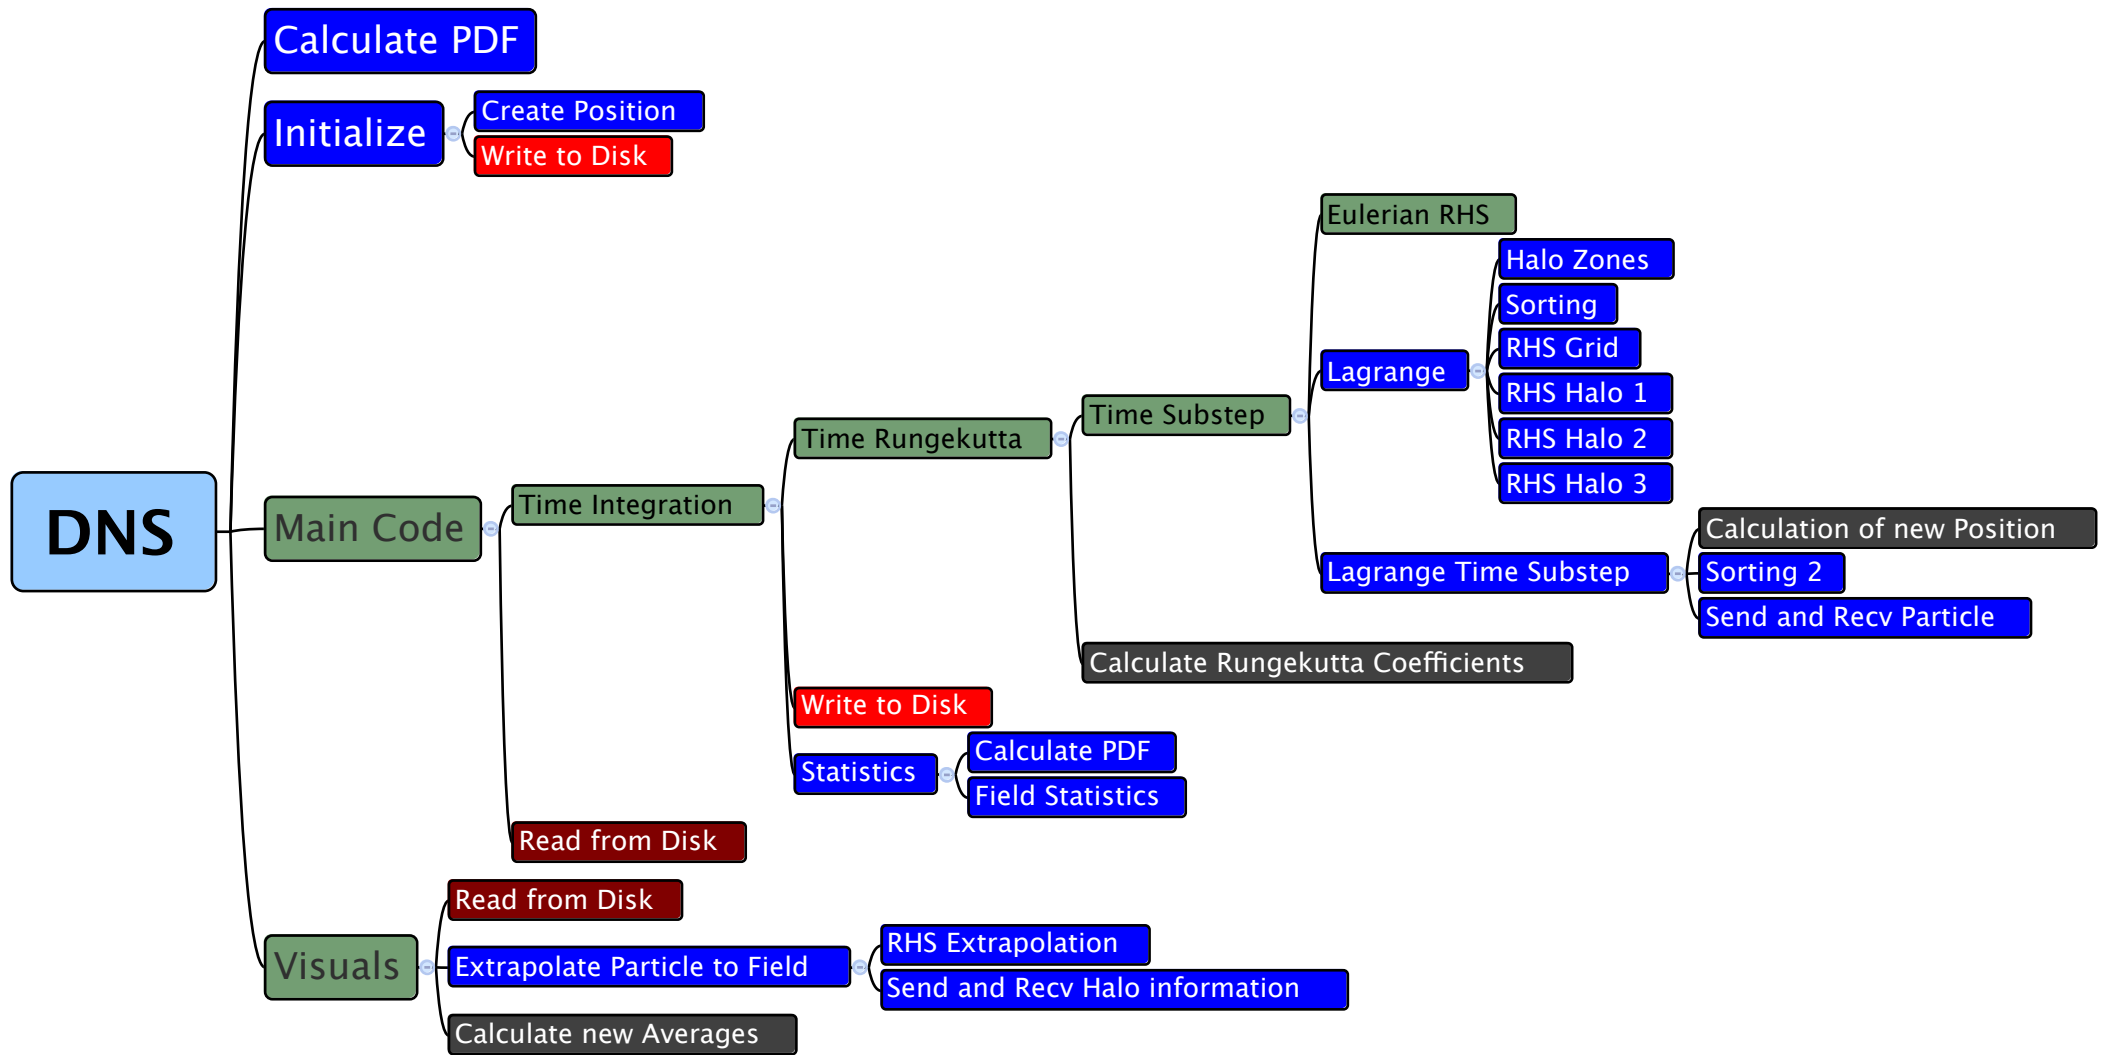 DNS
Calculate PDF
Initialize
Create Position
Write to Disk
Main Code
Time Integration
Time Rungekutta
Time Substep
Eulerian RHS
Lagrange
Halo Zones
Sorting
RHS Grid
RHS Halo 1
RHS Halo 2
RHS Halo 3
Lagrange Time Substep
Calculation of new Position
Sorting 2
Send and Recv Particle
Calculate Rungekutta Coefficients
Write to Disk
Statistics
Calculate PDF
Field Statistics
Read from Disk
Visuals
Read from Disk
Extrapolate Particle to Field
RHS Extrapolation
Send and Recv Halo information
Calculate new Averages